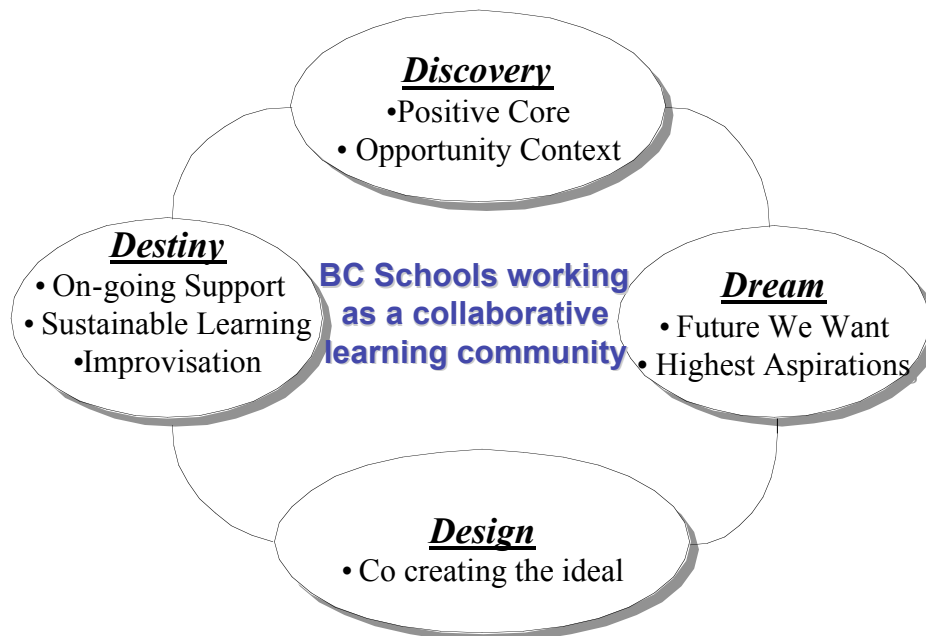 Discovery
•Positive Core
• Opportunity Context
Destiny
• On-going Support
• Sustainable Learning
•Improvisation
BC Schools working
as a collaborative
learning community
Dream
• Future We Want
• Highest Aspirations
Design
• Co creating the ideal